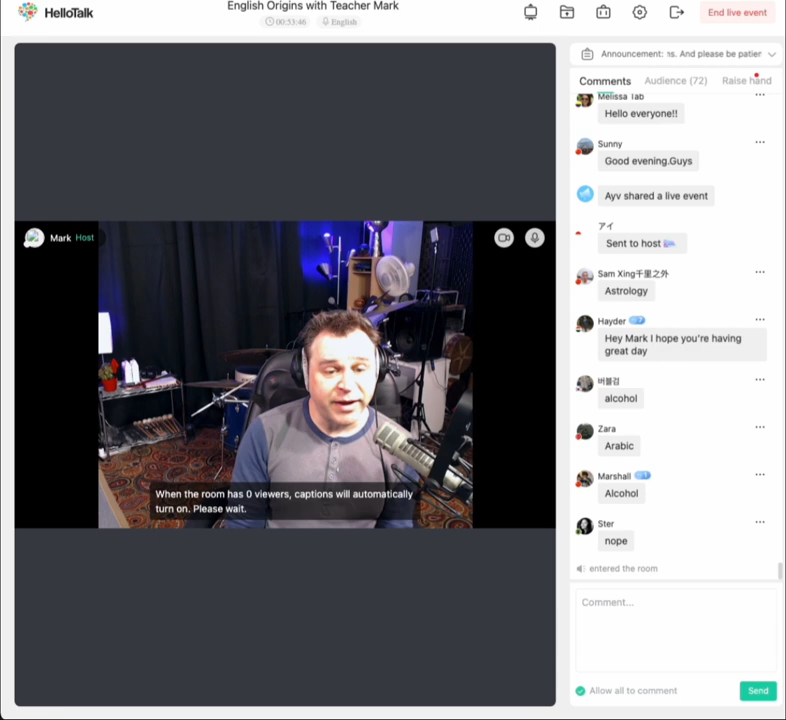 HelloTalk
English Origins with Teacher Mark
00:53:46
English
End live event
Mark Host
When the room has 0 viewers, captions will automatically
turn on. Please wait.
Announcement: ns. And please be patier
Comments
Audience (72)
Raise hand
Melissa Tab
Hello everyone!!
Sunny
Good evening.Guys
Ayv shared a live event
アイ
Sent to host
Sam Xing千里之外
Astrology
Hayder
Hey Mark I hope you're having
great day
버블검
alcohol
Zara
Arabic
Marshall
Alcohol
Ster
nope
entered the room
Comment...
Allow all to comment
Send